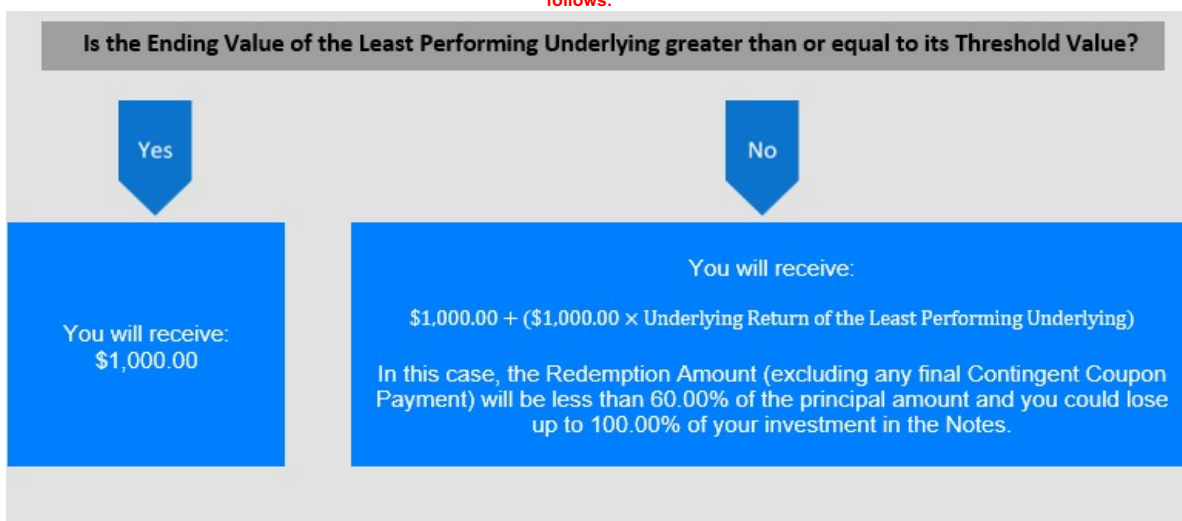 follows:
Is the Ending Value of the Least Performing Underlying greater than or equal to its Threshold Value?
Yes
No
You will receive:
$1,000.00
You will receive:
$1,000.00 + ($1,000.00 × Underlying Return of the Least Performing Underlying)
In this case, the Redemption Amount (excluding any final Contingent Coupon
Payment) will be less than 60.00% of the principal amount and you could lose
up to 100.00% of your investment in the Notes.